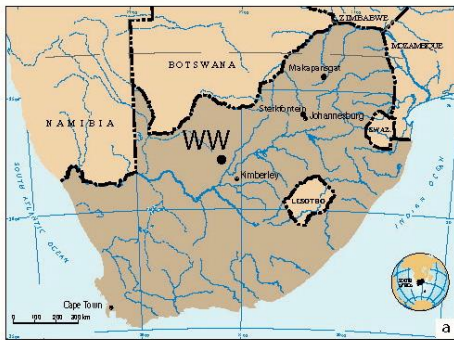 ZIMBABWE
MOZAMBIQUE
BOTSWANA
Makapansgat
NAMIBIA
Sterkfontein
Johannesburg
SWAZ.
WW
Kimberley
LESOTHO
SOUTH ATLANTIC OCEAN
INDIAN OCEAN
Cape Town
0 100 200 300 km
a